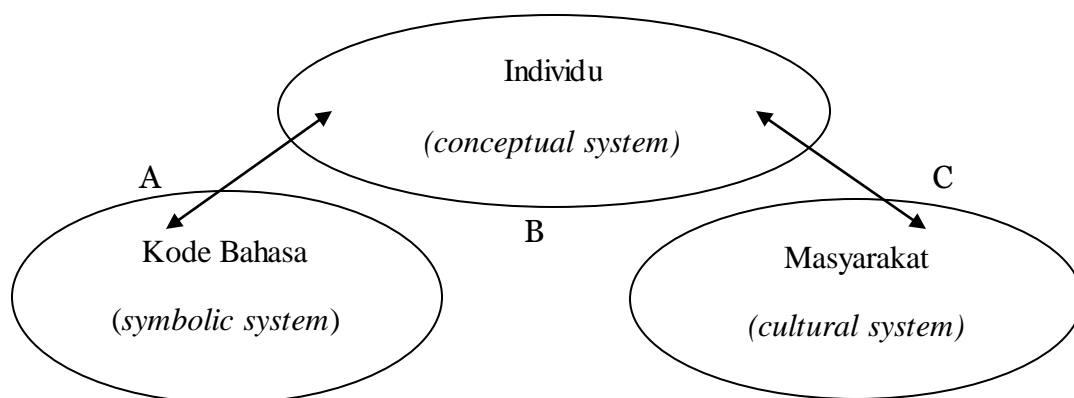 Individu
(conceptual system)
A
C
B
Kode Bahasa
(symbolic system)
Masyarakat
(cultural system)